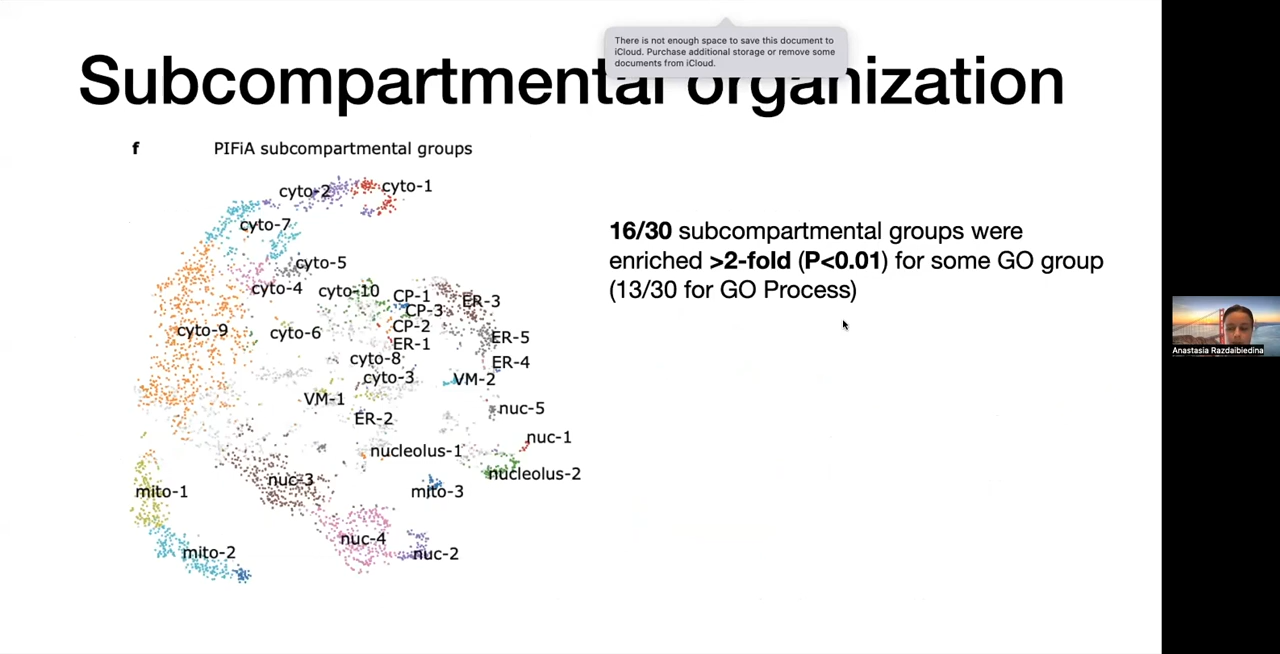 There is not enough space to save this document to
iCloud. Purchase additional storage or remove some
documents from iCloud.
Subcompartmental organization
f PIFiA subcompartmental groups
cyto-2
cyto-1
cyto-7
cyto-5
cyto-4
cyto-10
CP-1
ER-3
CP-3
cyto-9
cyto-6
CP-2
ER-5
ER-1
cyto-8
ER-4
cyto-3
VM-2
VM-1
nuc-5
ER-2
nuc-1
nucleolus-1
nucleolus-2
nuc-3
mito-1
mito-3
nuc-4
mito-2
nuc-2
16/30 subcompartmental groups were
enriched >2-fold (P<0.01) for some GO group
(13/30 for GO Process)
Anastasia Razdaibiedina